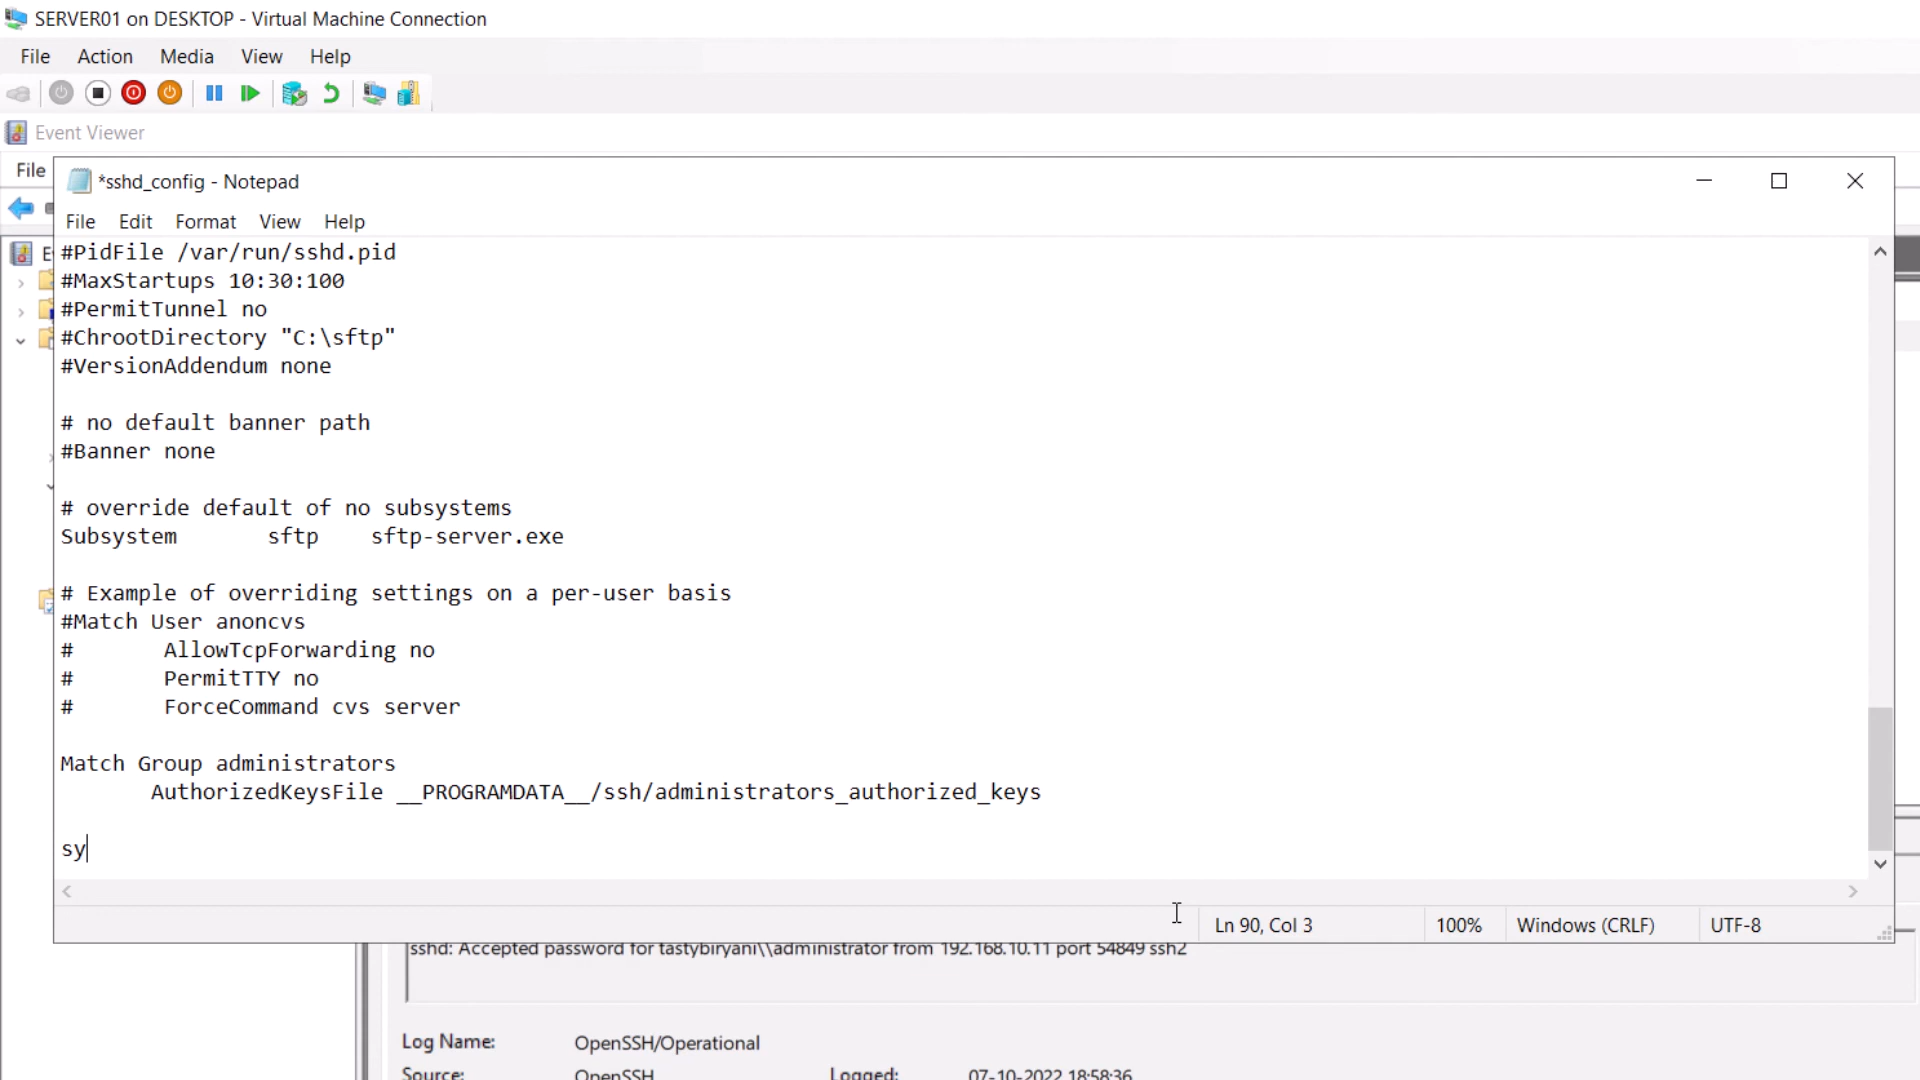 SERVER01 on DESKTOP - Virtual Machine Connection
File Action Media View Help
Event Viewer
File
*sshd_config - Notepad
File Edit Format View Help
#PidFile /var/run/sshd.pid
#MaxStartups 10:30:100
#PermitTunnel no
#ChrootDirectory "C:\sftp"
#VersionAddendum none
# no default banner path
#Banner none
# override default of no subsystems
Subsystem sftp sftp-server.exe
# Example of overriding settings on a per-user basis
#Match User anoncvs
# AllowTcpForwarding no
# PermitTTY no
# ForceCommand cvs server
Match Group administrators
AuthorizedKeysFile __PROGRAMDATA__/ssh/administrators_authorized_keys
sy
Ln 90, Col 3 100% Windows (CRLF) UTF-8
sshd: Accepted password for tastybiryani\\administrator from 192.168.10.11 port 54849 ssh2
Log Name: OpenSSH/Operational
Source: OpenSSH Logged: 07-10-2022 18:58:36